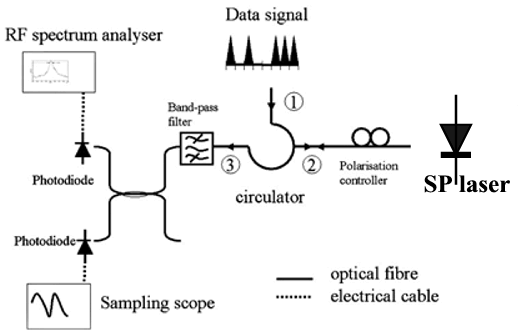 Data signal
RF spectrum analyser
①
Band-pass
filter
③
②
Polarisation
controller
SP laser
Photodiode
circulator
Photodiode
Sampling scope
optical fibre
electrical cable